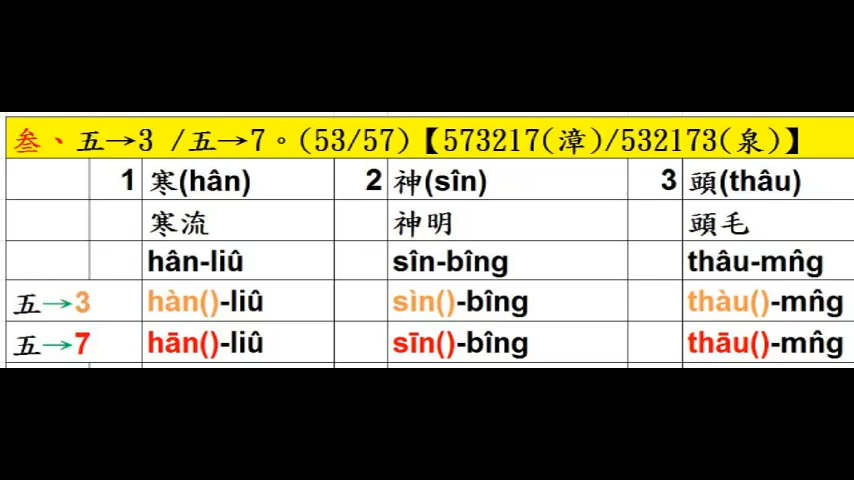 叁、五→3 /五→7。(53/57)【573217(漳)/532173(泉)】
1 寒(hân) 2 神(sîn) 3 頭(thâu)
寒流 神明 頭毛
hân-liû sîn-bîng thâu-mn̂g
五→3 hàn()-liû sìn()-bîng thàu()-mn̂g
五→7 hān()-liû sīn()-bîng thāu()-mn̂g